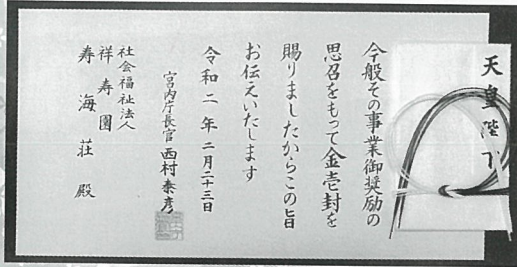 天皇陛下
今般その事業御奨励の
思召をもって金壱封を
賜りましたからこの旨
お伝えいたします
令和二年二月二十三日
宮内庁長官 西村泰彦
社会福祉法人
祥寿園
寿海荘 殿